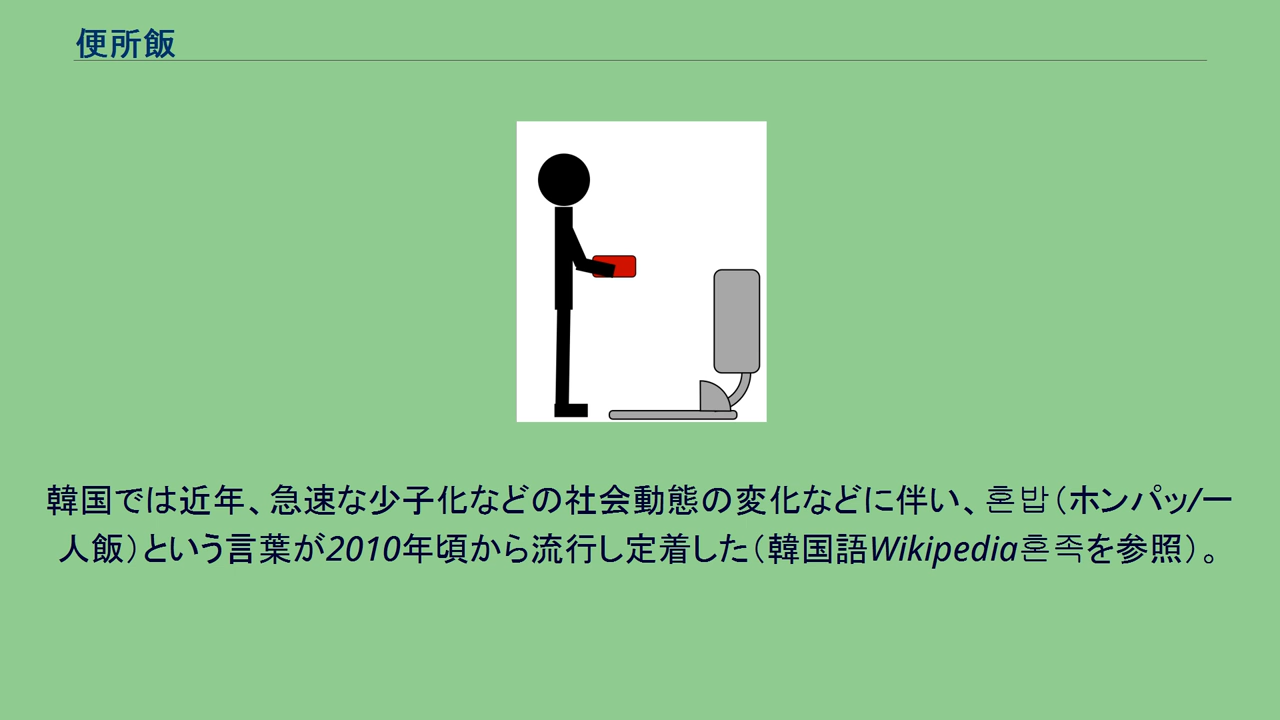 便所飯
韓国では近年、急速な少子化などの社会動態の変化などに伴い、혼밥（ホンパッ/一
人飯）という言葉が2010年頃から流行し定着した（韓国語Wikipedia혼족を参照）。